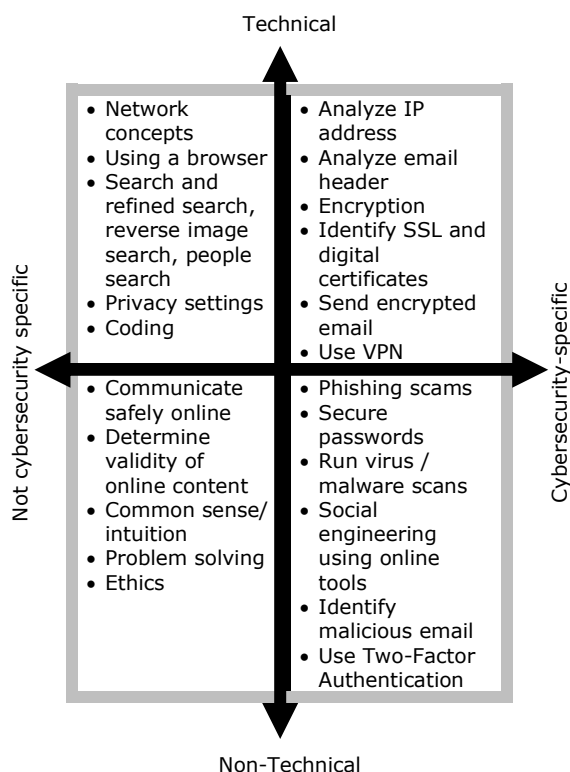 Technical
• Network
concepts
• Using a browser
• Search and
refined search,
reverse image
search, people
search
• Privacy settings
• Coding
• Analyze IP
address
• Analyze email
header
• Encryption
• Identify SSL and
digital
certificates
• Send encrypted
email
• Use VPN
Not cybersecurity specific
Cybersecurity-specific
• Communicate
safely online
• Determine
validity of
online content
• Common sense/
intuition
• Problem solving
• Ethics
• Phishing scams
• Secure
passwords
• Run virus /
malware scans
• Social
engineering
using online
tools
• Identify
malicious email
• Use Two-Factor
Authentication
Non-Technical